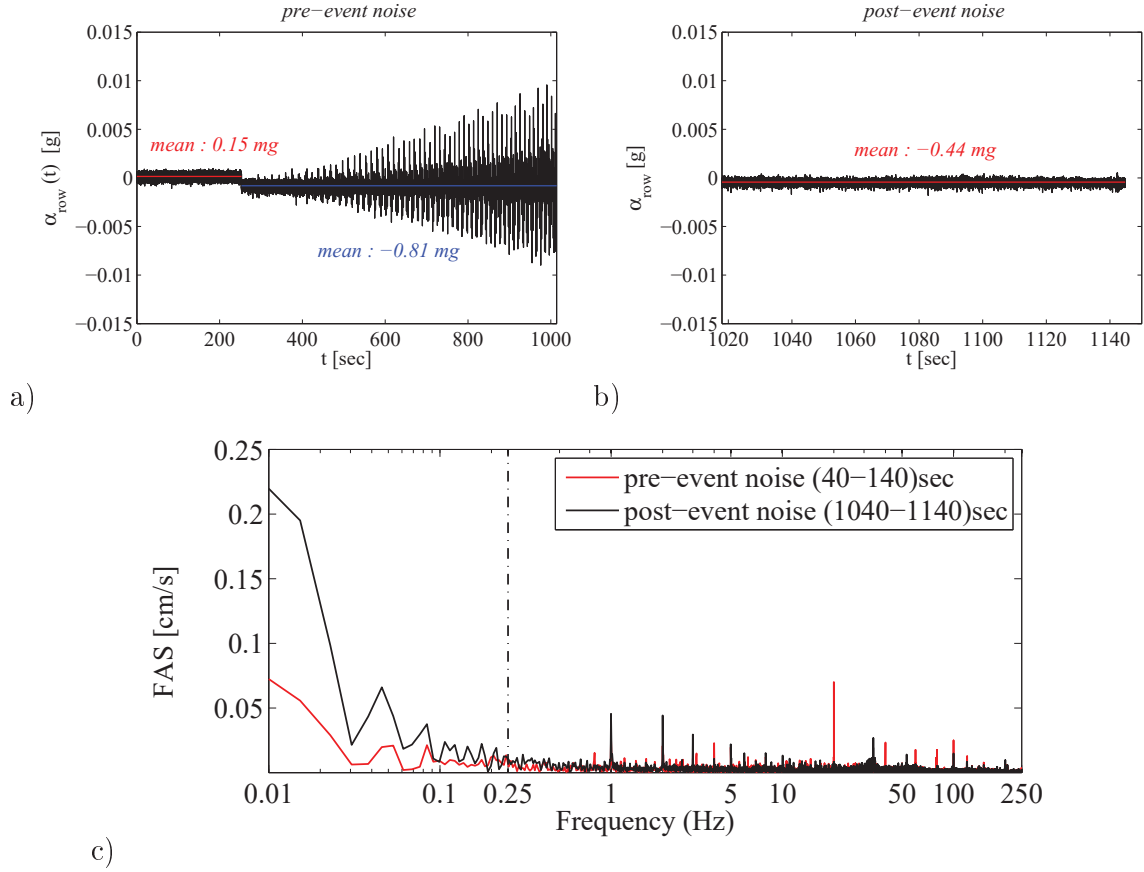 pre−event noise
0.015
0.01
0.005
0
−0.005
−0.01
−0.015
α_row (t) [g]
mean : 0.15 mg
mean : −0.81 mg
0 200 400 600 800 1000
t [sec]
a)
post−event noise
0.015
0.01
0.005
0
−0.005
−0.01
−0.015
α_row [g]
mean : −0.44 mg
1020 1040 1060 1080 1100 1120 1140
t [sec]
b)
0.25
0.2
0.15
0.1
0.05
FAS [cm/s]
pre−event noise (40−140)sec
post−event noise (1040−1140)sec
0.01 0.1 0.25 1 5 10 50 100 250
Frequency (Hz)
c)